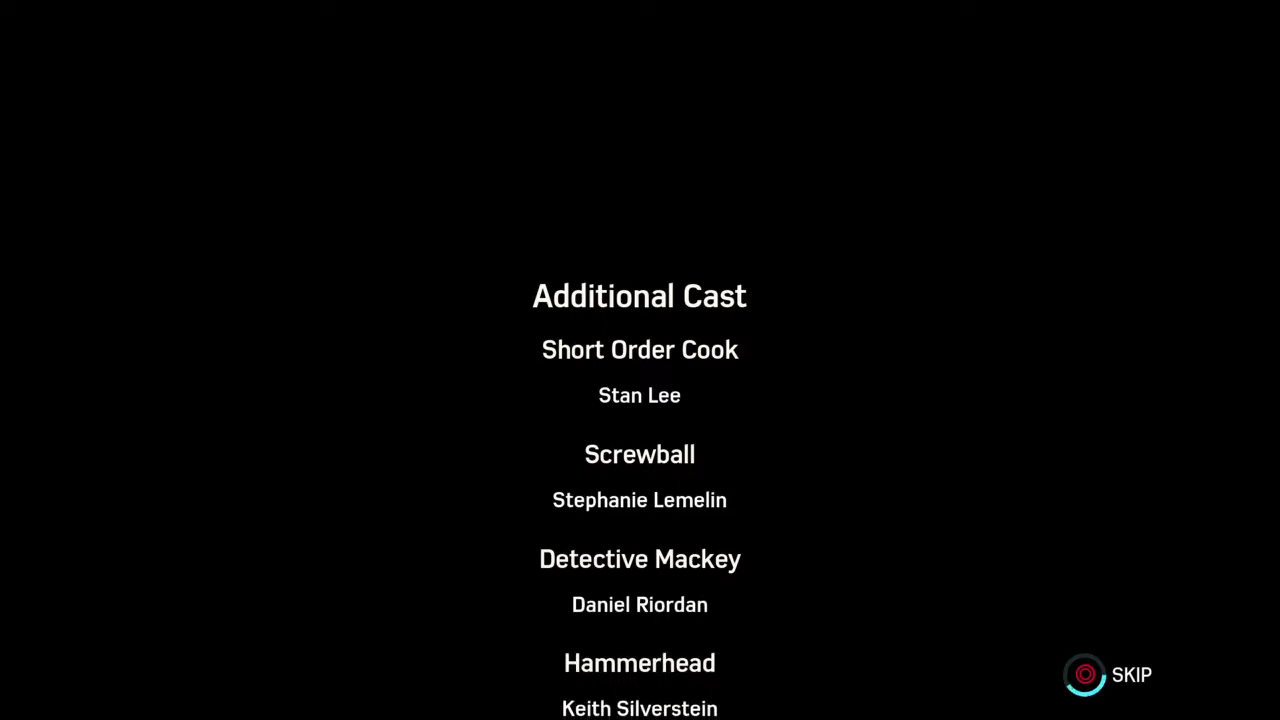 Additional Cast
Short Order Cook
Stan Lee
Screwball
Stephanie Lemelin
Detective Mackey
Daniel Riordan
Hammerhead
Keith Silverstein
SKIP